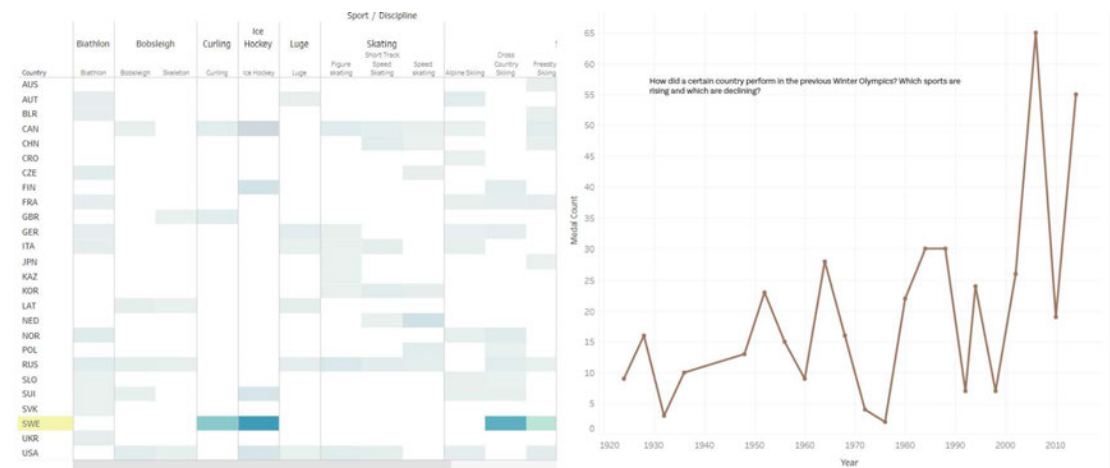 Sport / Discipline
Biathlon Bobsleigh Curling Ice Hockey Luge Skating
Country Biathlon Bobsleigh Skeleton Curling Ice Hockey Luge Figure skating Short Track Speed Skating Speed skating Alpine Skiing Cross Country Skiing Freesty Skiing
AUS
AUT
BLR
CAN
CHN
CRO
CZE
FIN
FRA
GBR
GER
ITA
JPN
KAZ
KOR
LAT
NED
NOR
POL
RUS
SLO
SUI
SVK
SWE
UKR
USA
How did a certain country perform in the previous Winter Olympics? Which sports are
rising and which are declining?
Medal Count
65
60
55
50
45
40
35
30
25
20
15
10
5
0
1920 1930 1940 1950 1960 1970 1980 1990 2000 2010
Year